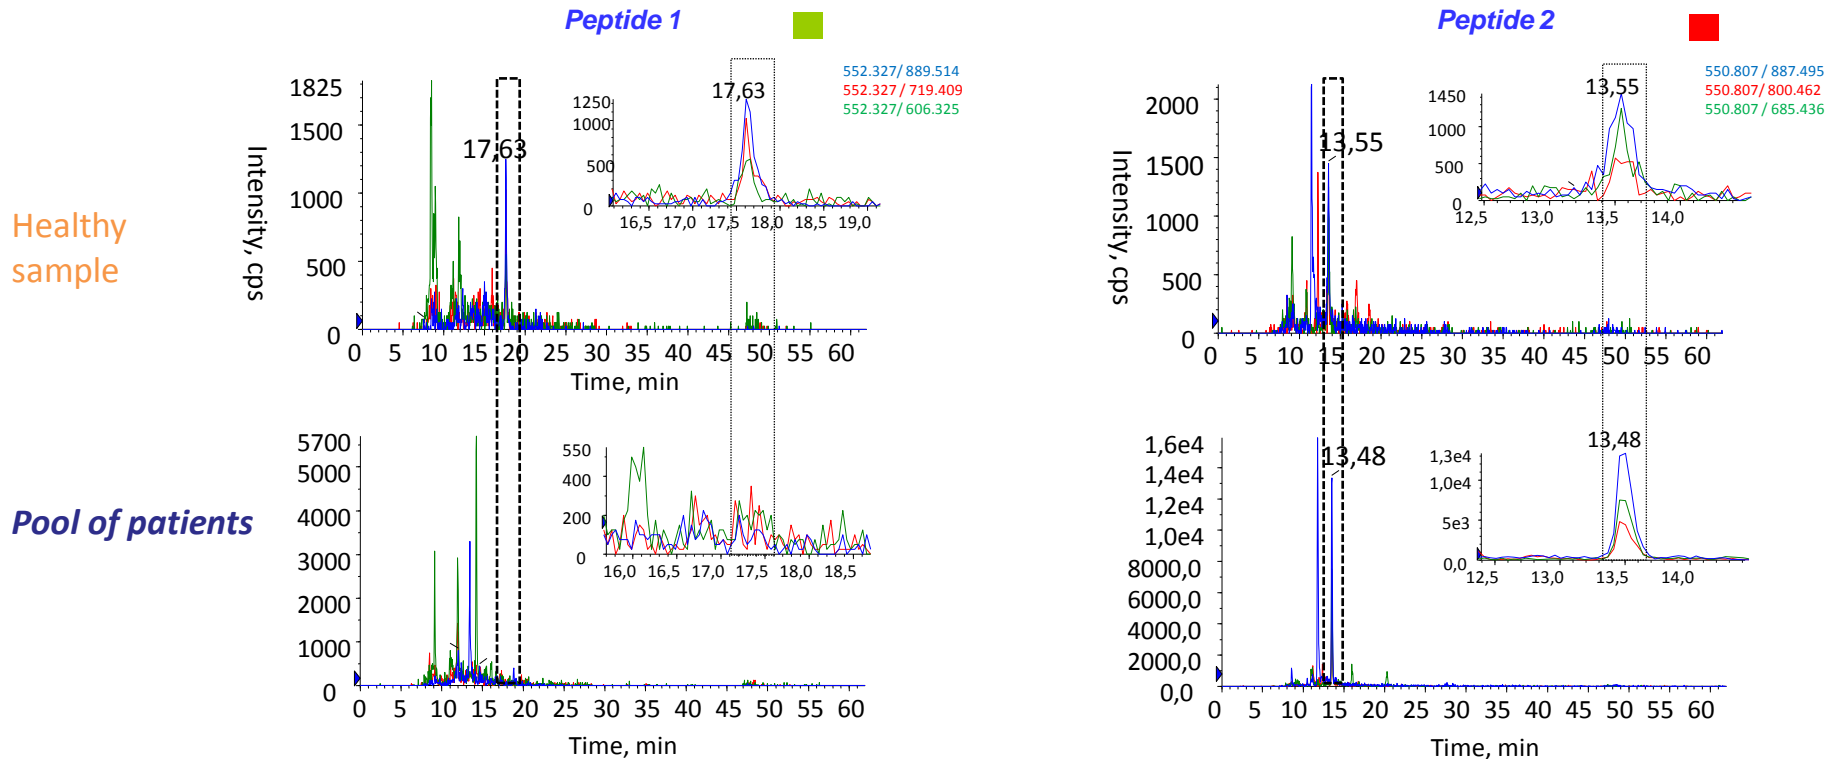 Peptide 1
552.327/ 889.514
552.327 / 719.409
552.327/ 606.325
Healthy
sample
Intensity, cps
1825
1500
1000
500
0
17,63
0 5 10 15 20 25 30 35 40 45 50 55 60
Time, min
1250
1000
500
0
17,63
16,5 17,0 17,5 18,0 18,5 19,0
Peptide 2
550.807 / 887.495
550.807/ 800.462
550.807/ 685.436
Intensity, cps
2000
1500
1000
500
0
13,55
0 5 10 15 20 25 30 35 40 45 50 55 60
1450
1000
500
0
13,55
12,5 13,0 13,5 14,0
Pool of patients
5700
5000
4000
3000
2000
1000
0
0 5 10 15 20 25 30 35 40 45 50 55 60
Time, min
550
400
200
0
16,0 16,5 17,0 17,5 18,0 18,5
1,6e4
1,4e4
1,2e4
1,0e4
8000,0
6000,0
4000,0
2000,0
0,0
13,48
0 5 10 15 20 25 30 35 40 45 50 55 60
Time, min
1,3e4
1,0e4
5e3
0,0
13,48
12,5 13,0 13,5 14,0